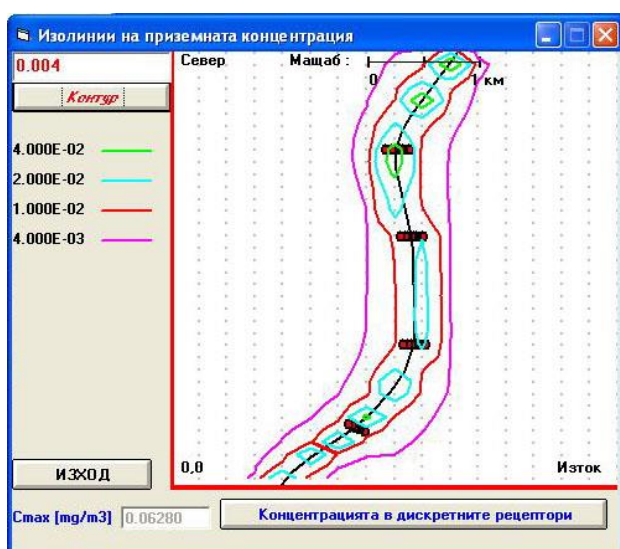 Изолинии на приземната концентрация
0.004
Контур
4.000E-02
2.000E-02
1.000E-02
4.000E-03
Север Мащаб :
0 1 км
0,0 Изток
ИЗХОД
Cmax [mg/m3] 0.06280 Концентрацията в дискретните рецептори